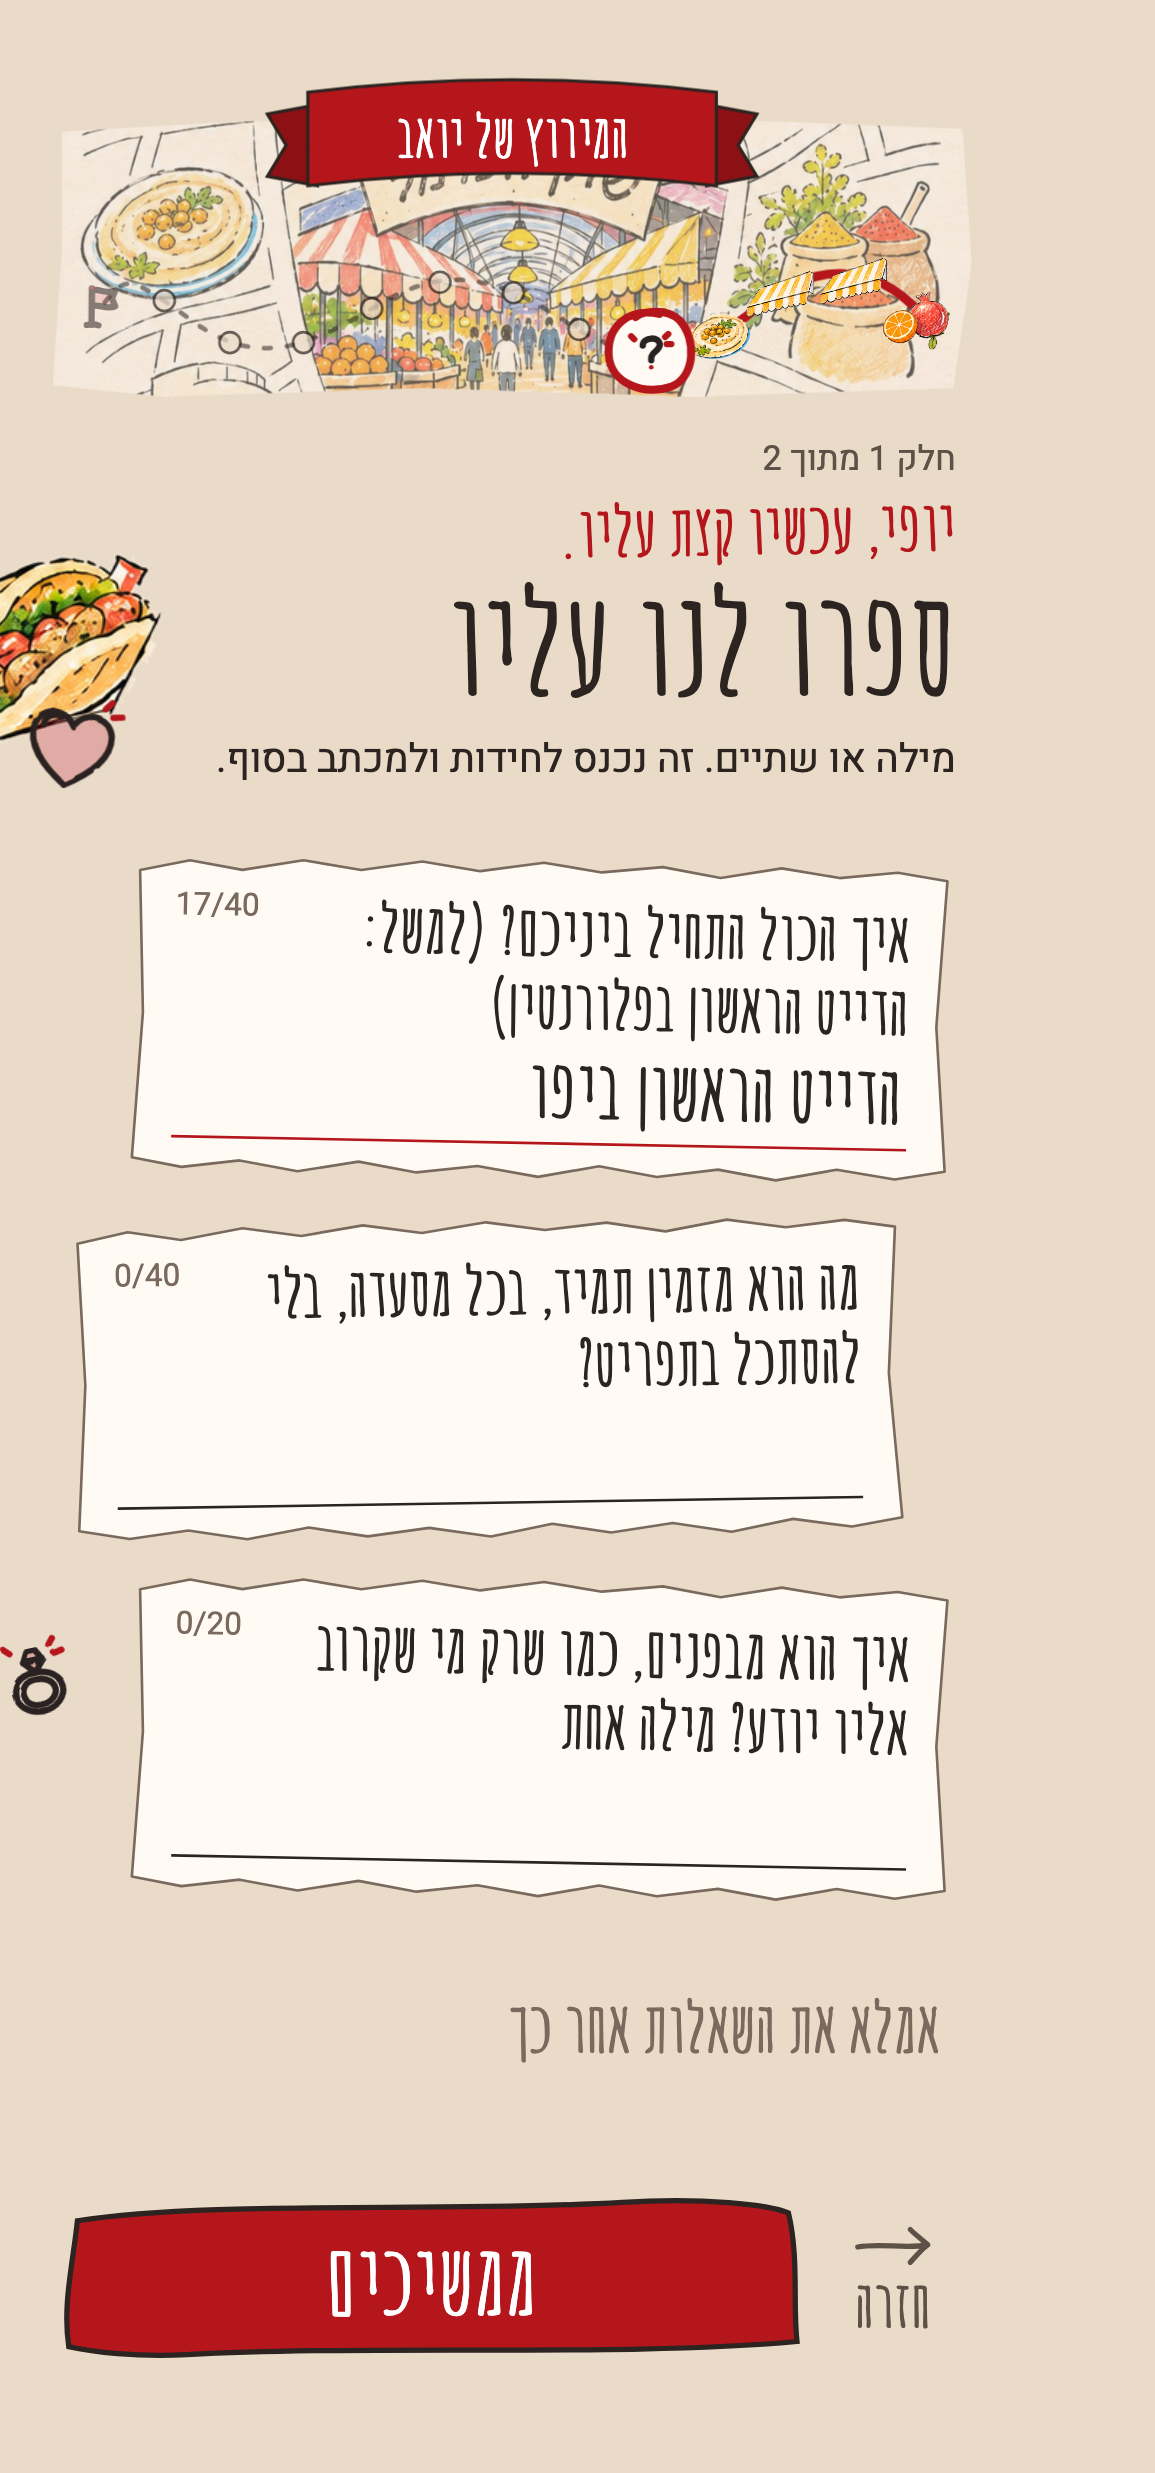 המירוץ של יואב
חלק 1 מתוך 2
יופי, עכשיו קצת עליו.
ספרו לנו עליו
מילה או שתיים. זה נכנס לחידות ולמכתב בסוף.
17/40
איך הכול התחיל ביניכם? (למשל:
הדייט הראשון בפלורנטין)
הדייט הראשון ביפו
0/40
מה הוא מזמין תמיד, בכל מסעדה, בלי
להסתכל בתפריט?
0/20
איך הוא מבפנים, כמו שרק מי שקרוב
אליו יודע? מילה אחת
אמלא את השאלות אחר כך
חזרה
ממשיכים